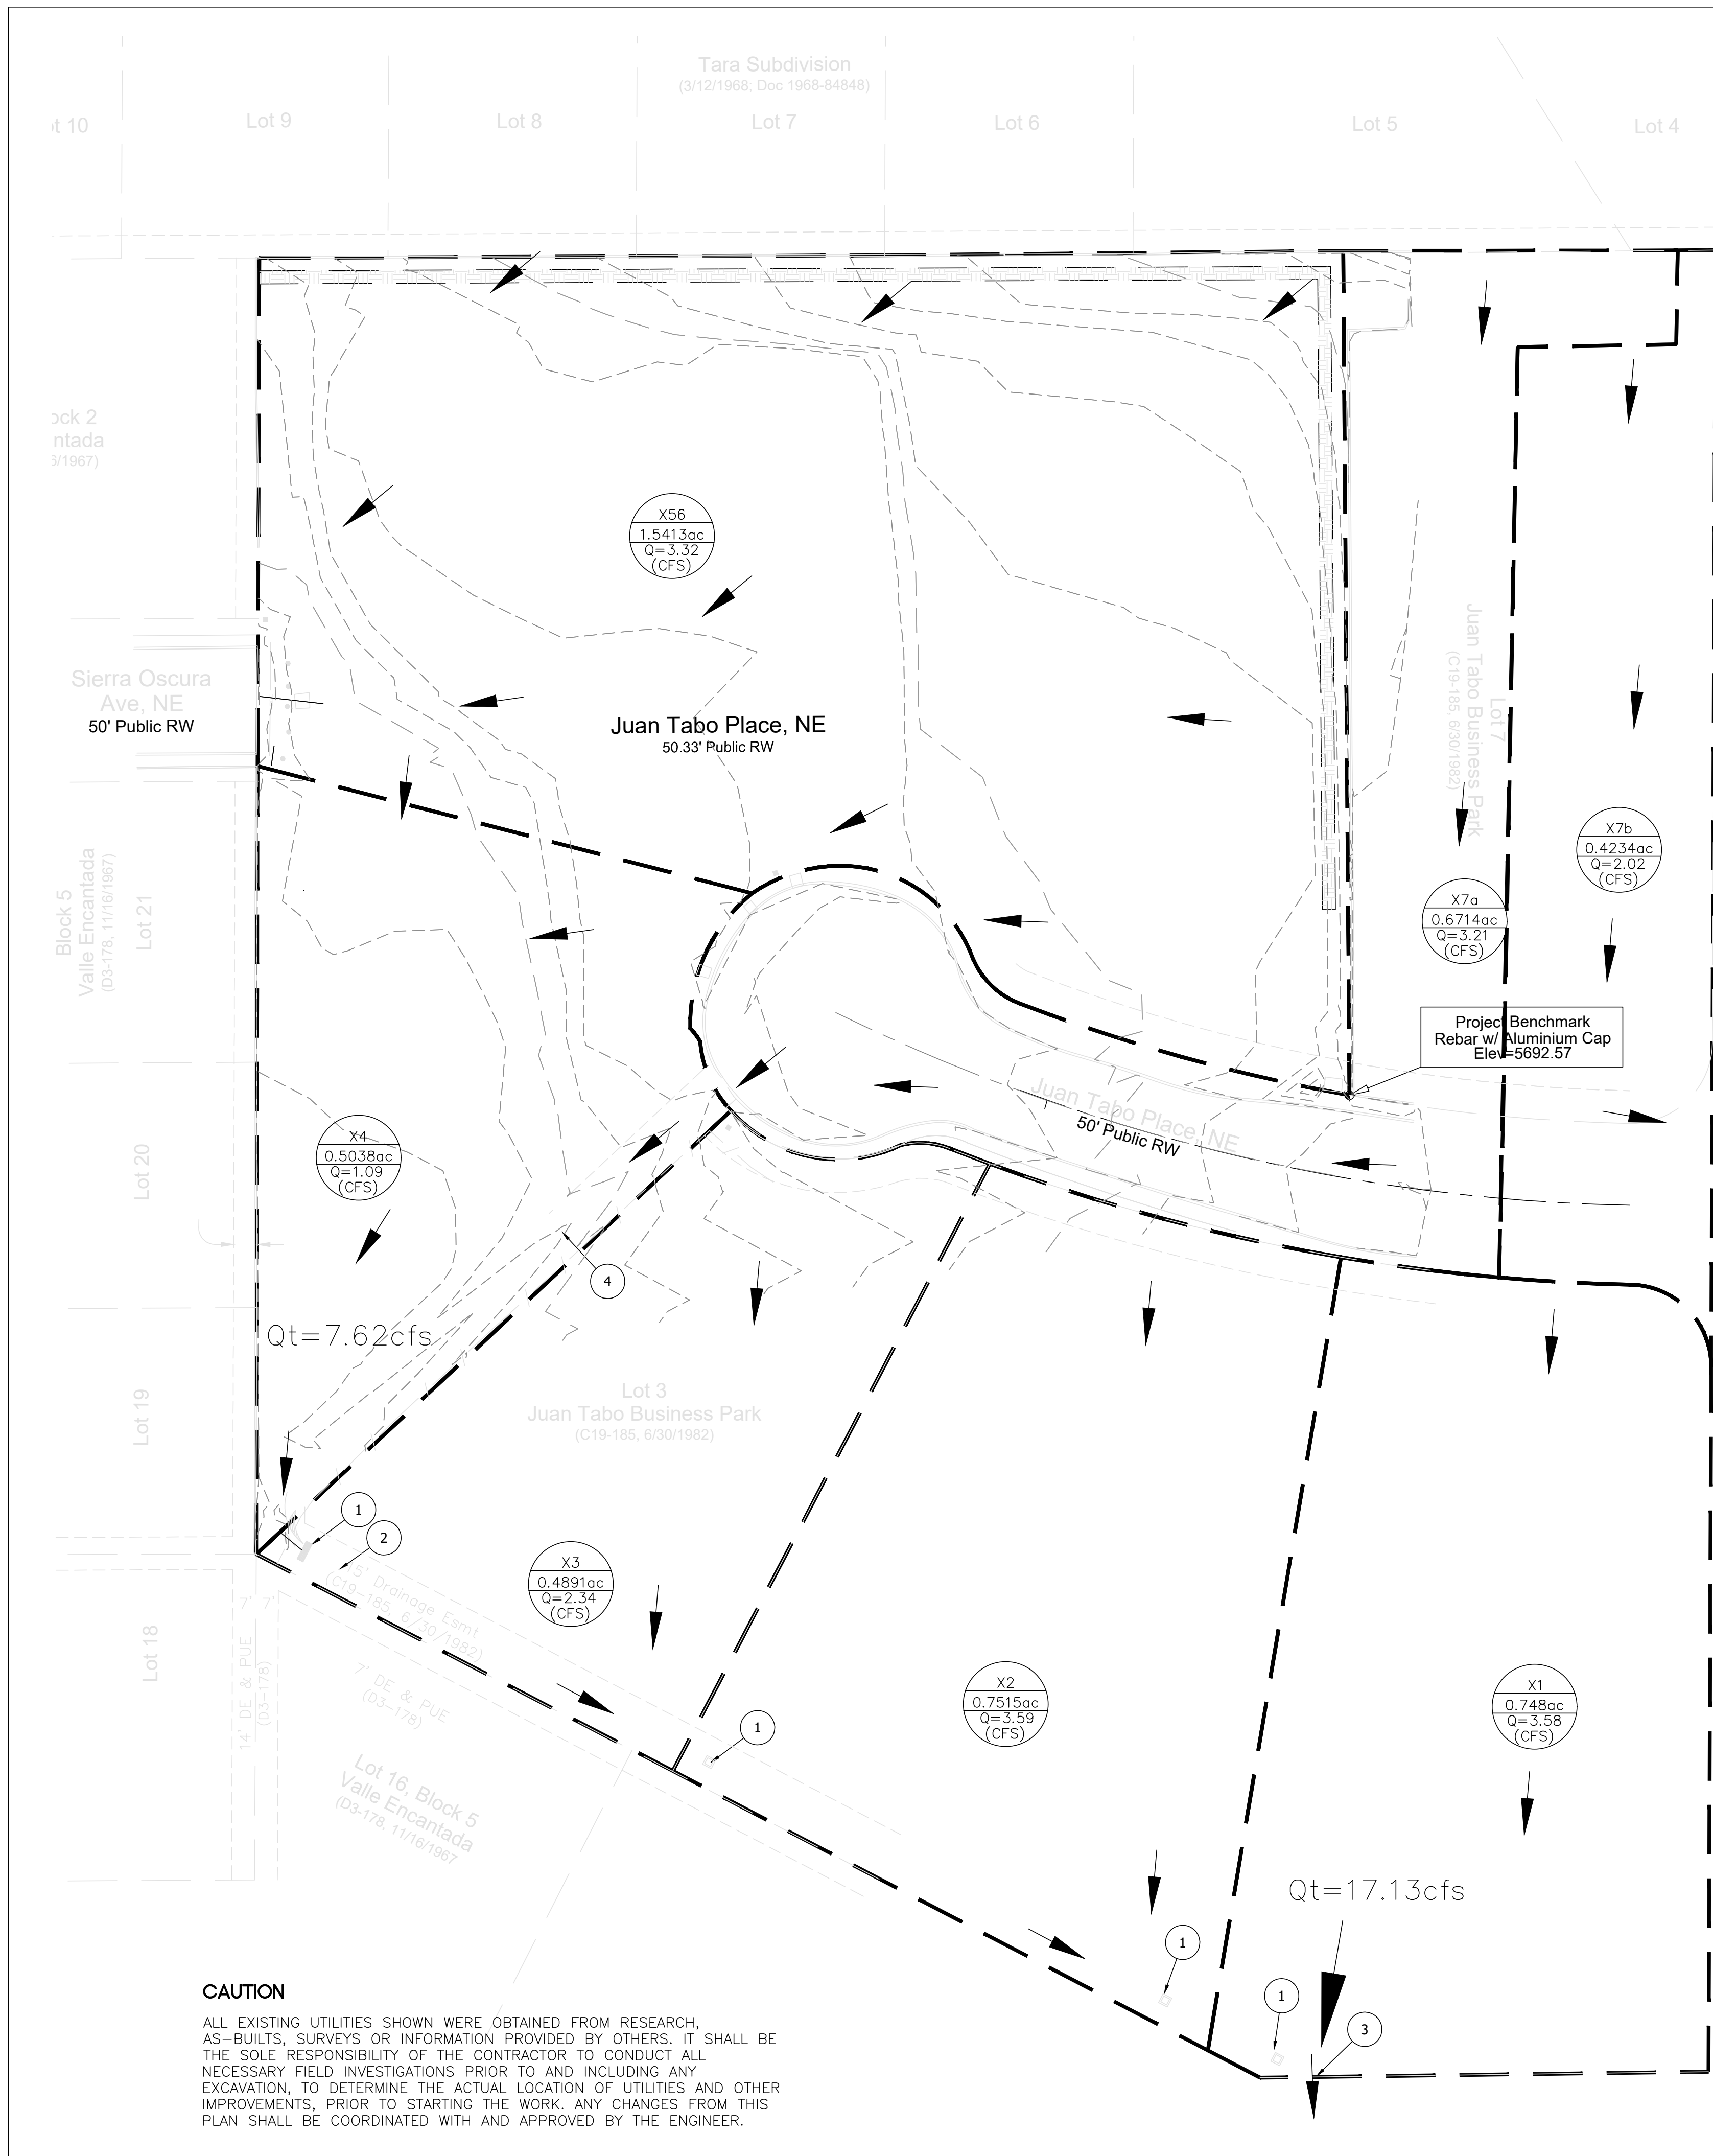 Tara Subdivision
(3/12/1968; Doc 1968-84848)
ot 10
Lot 9
Lot 8
Lot 7
Lot 6
Lot 5
Lot 4
ock 2
ntada
6/1967)
X56
1.5413ac
Q=3.32
(CFS)
Sierra Oscura
Ave, NE
50' Public RW
Juan Tabo Place, NE
50.33' Public RW
Lot 7
Juan Tabo Business Park
(C19-185, 6/30/1982)
X7b
0.4234ac
Q=2.02
(CFS)
X7a
0.6714ac
Q=3.21
(CFS)
Block 5
Valle Encantada
(D3-178, 11/16/1967)
Lot 21
Project Benchmark
Rebar w/ Aluminium Cap
Elev=5692.57
Juan Tabo Place, NE
50' Public RW
X4
0.5038ac
Q=1.09
(CFS)
Lot 20
4
Qt=7.62cfs
Lot 19
Lot 3
Juan Tabo Business Park
(C19-185, 6/30/1982)
1
2
15' Drainage Esmt
(C19-185, 6/30/1982)
X3
0.4891ac
Q=2.34
(CFS)
7' 7'
14' DE & PUE
(D3-178)
Lot 18
7' DE & PUE
(D3-178)
X2
0.7515ac
Q=3.59
(CFS)
X1
0.748ac
Q=3.58
(CFS)
1
Lot 16, Block 5
Valle Encantada
(D3-178, 11/16/1967
Qt=17.13cfs
1
1
3
CAUTION
ALL EXISTING UTILITIES SHOWN WERE OBTAINED FROM RESEARCH,
AS-BUILTS, SURVEYS OR INFORMATION PROVIDED BY OTHERS. IT SHALL BE
THE SOLE RESPONSIBILITY OF THE CONTRACTOR TO CONDUCT ALL
NECESSARY FIELD INVESTIGATIONS PRIOR TO AND INCLUDING ANY
EXCAVATION, TO DETERMINE THE ACTUAL LOCATION OF UTILITIES AND OTHER
IMPROVEMENTS, PRIOR TO STARTING THE WORK. ANY CHANGES FROM THIS
PLAN SHALL BE COORDINATED WITH AND APPROVED BY THE ENGINEER.